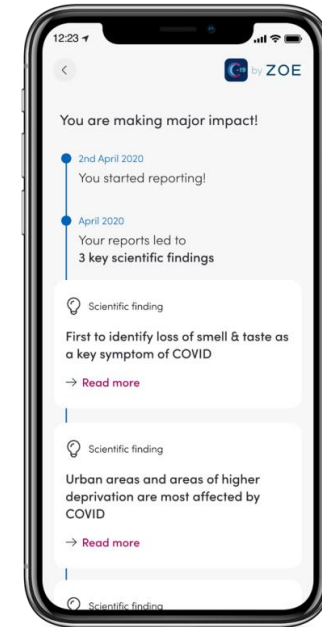 12:23
C-19 by ZOE
You are making major impact!
2nd April 2020
You started reporting!
April 2020
Your reports led to
3 key scientific findings
Scientific finding
First to identify loss of smell & taste as
a key symptom of COVID
→ Read more
Scientific finding
Urban areas and areas of higher
deprivation are most affected by
COVID
→ Read more
Scientific finding